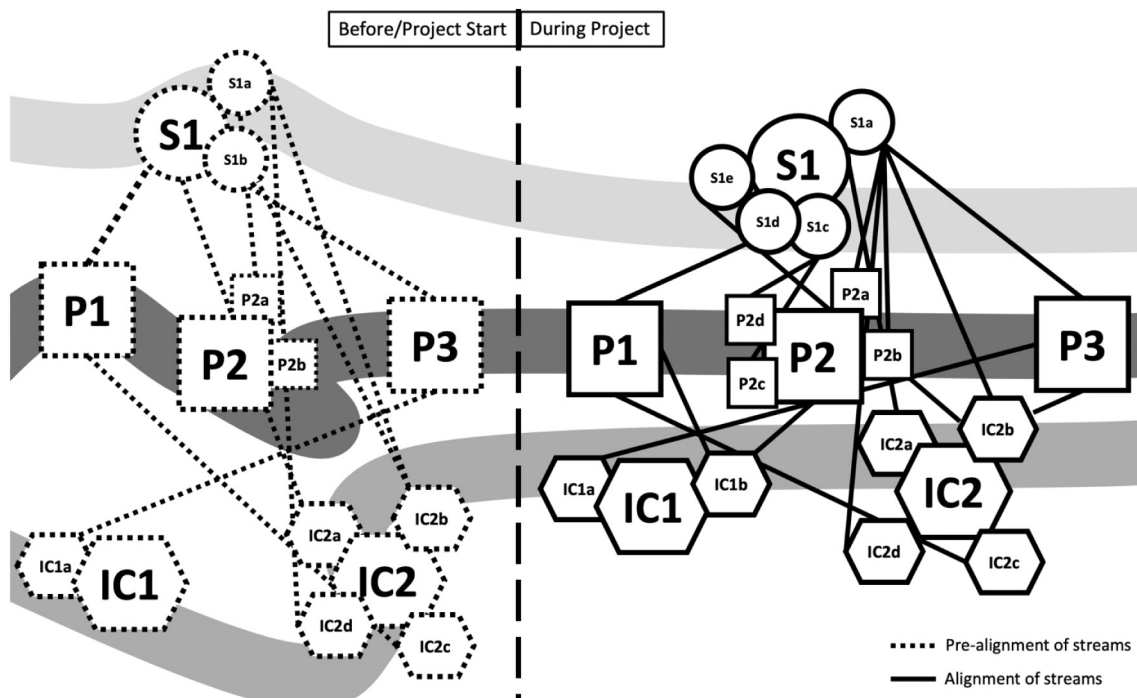 Before/Project Start
During Project
S1a
S1
S1b
P1
P2a
P2
P2b
P3
IC2b
IC2a
IC1a
IC1
IC2
IC2d
IC2c
S1a
S1
S1e
S1d
S1c
P2a
P2d
P1
P2
P2b
P3
P2c
IC2b
IC2a
IC1a
IC1b
IC1
IC2
IC2d
IC2c
Pre-alignment of streams
Alignment of streams